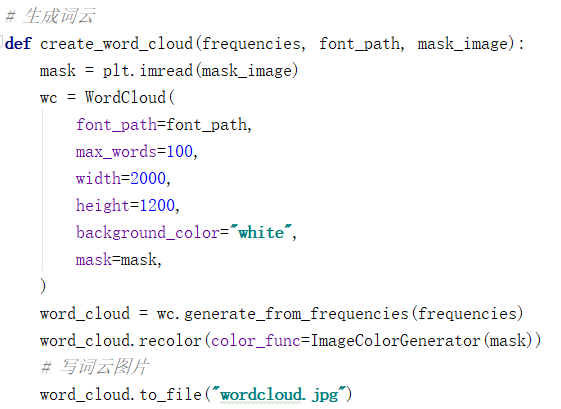 # 生成词云
def create_word_cloud(frequencies, font_path, mask_image):
    mask = plt.imread(mask_image)
    wc = WordCloud(
        font_path=font_path,
        max_words=100,
        width=2000,
        height=1200,
        background_color="white",
        mask=mask,
    )
    word_cloud = wc.generate_from_frequencies(frequencies)
    word_cloud.recolor(color_func=ImageColorGenerator(mask))
    # 写词云图片
    word_cloud.to_file("wordcloud.jpg")